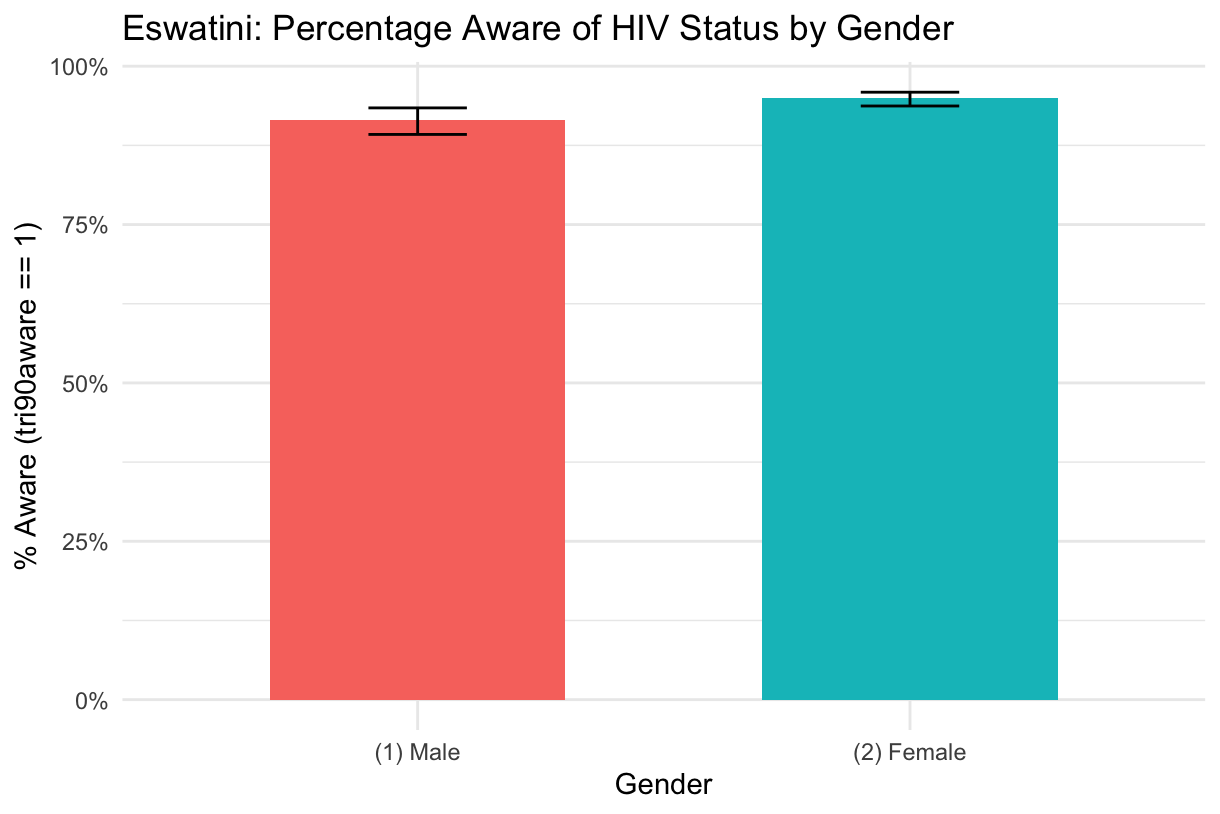 Eswatini: Percentage Aware of HIV Status by Gender
100%
75%
50%
25%
0%
% Aware (tri90aware == 1)
(1) Male
(2) Female
Gender